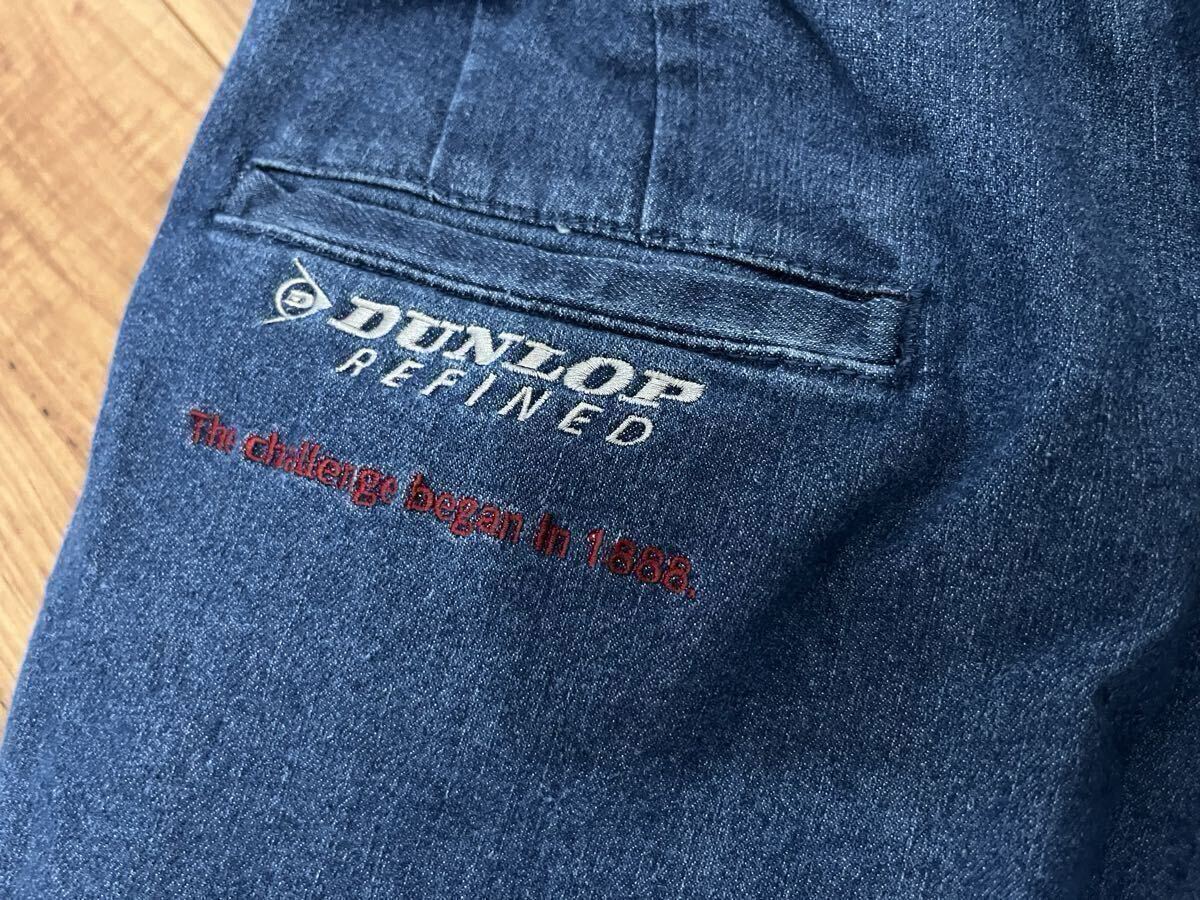 DUNLOP
REFINED
The challenge began in 1888.